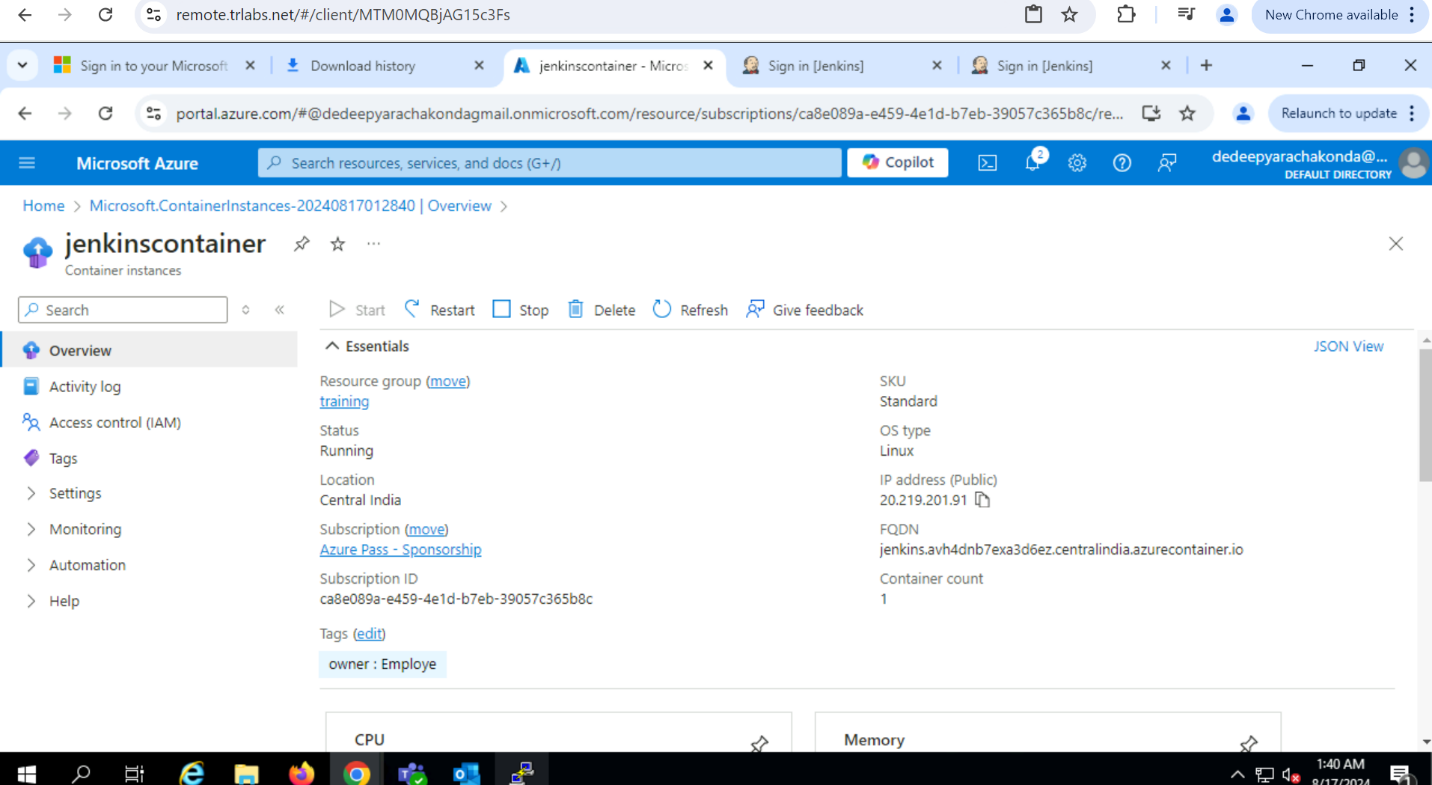 remote.trlabs.net/#/client/MTM0MQBjAG15c3Fs
New Chrome available
Sign in to your Microsoft
Download history
jenkinscontainer - Micros
Sign in [Jenkins]
Sign in [Jenkins]
portal.azure.com/#@dedeepyarachakondagmail.onmicrosoft.com/resource/subscriptions/ca8e089a-e459-4e1d-b7eb-39057c365b8c/re...
Relaunch to update
Microsoft Azure
Search resources, services, and docs (G+/)
Copilot
2
dedeepyarachakonda@...
DEFAULT DIRECTORY
Home > Microsoft.ContainerInstances-20240817012840 | Overview >
jenkinscontainer
Container instances
Search
Start
Restart
Stop
Delete
Refresh
Give feedback
Overview
Activity log
Access control (IAM)
Tags
Settings
Monitoring
Automation
Help
Essentials
JSON View
Resource group (move)
training
Status
Running
Location
Central India
Subscription (move)
Azure Pass - Sponsorship
Subscription ID
ca8e089a-e459-4e1d-b7eb-39057c365b8c
SKU
Standard
OS type
Linux
IP address (Public)
20.219.201.91
FQDN
jenkins.avh4dnb7exa3d6ez.centralindia.azurecontainer.io
Container count
1
Tags (edit)
owner : Employe
CPU
Memory
1:40 AM
8/17/2024
1